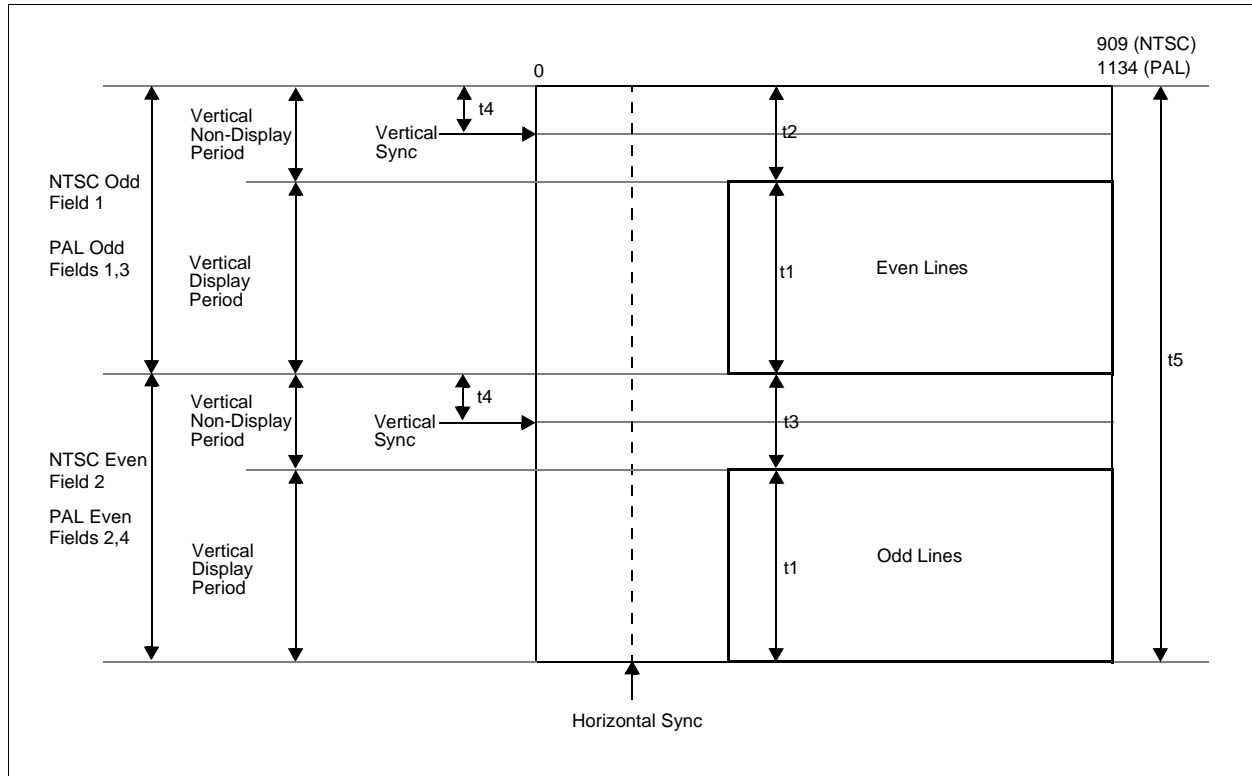 909 (NTSC)
1134 (PAL)
0
Vertical
Non-Display
Period
t4
Vertical
Sync
t2
NTSC Odd
Field 1
PAL Odd
Fields 1,3
Vertical
Display
Period
t1
Even Lines
t5
Vertical
Non-Display
Period
t4
Vertical
Sync
t3
NTSC Even
Field 2
PAL Even
Fields 2,4
Vertical
Display
Period
t1
Odd Lines
Horizontal Sync